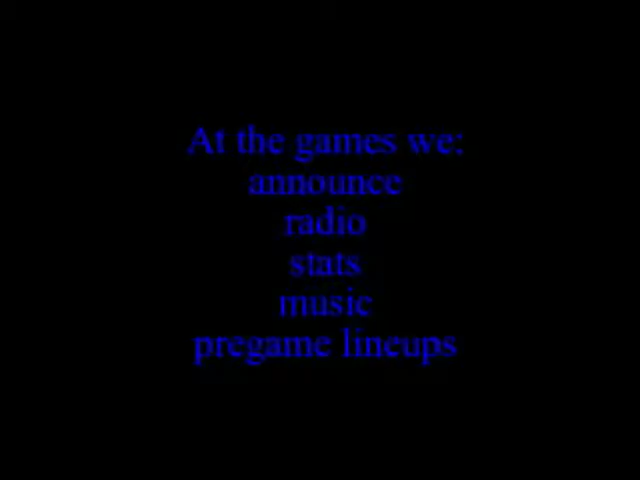 At the games we:
announce
radio
stats
music
pregame lineups